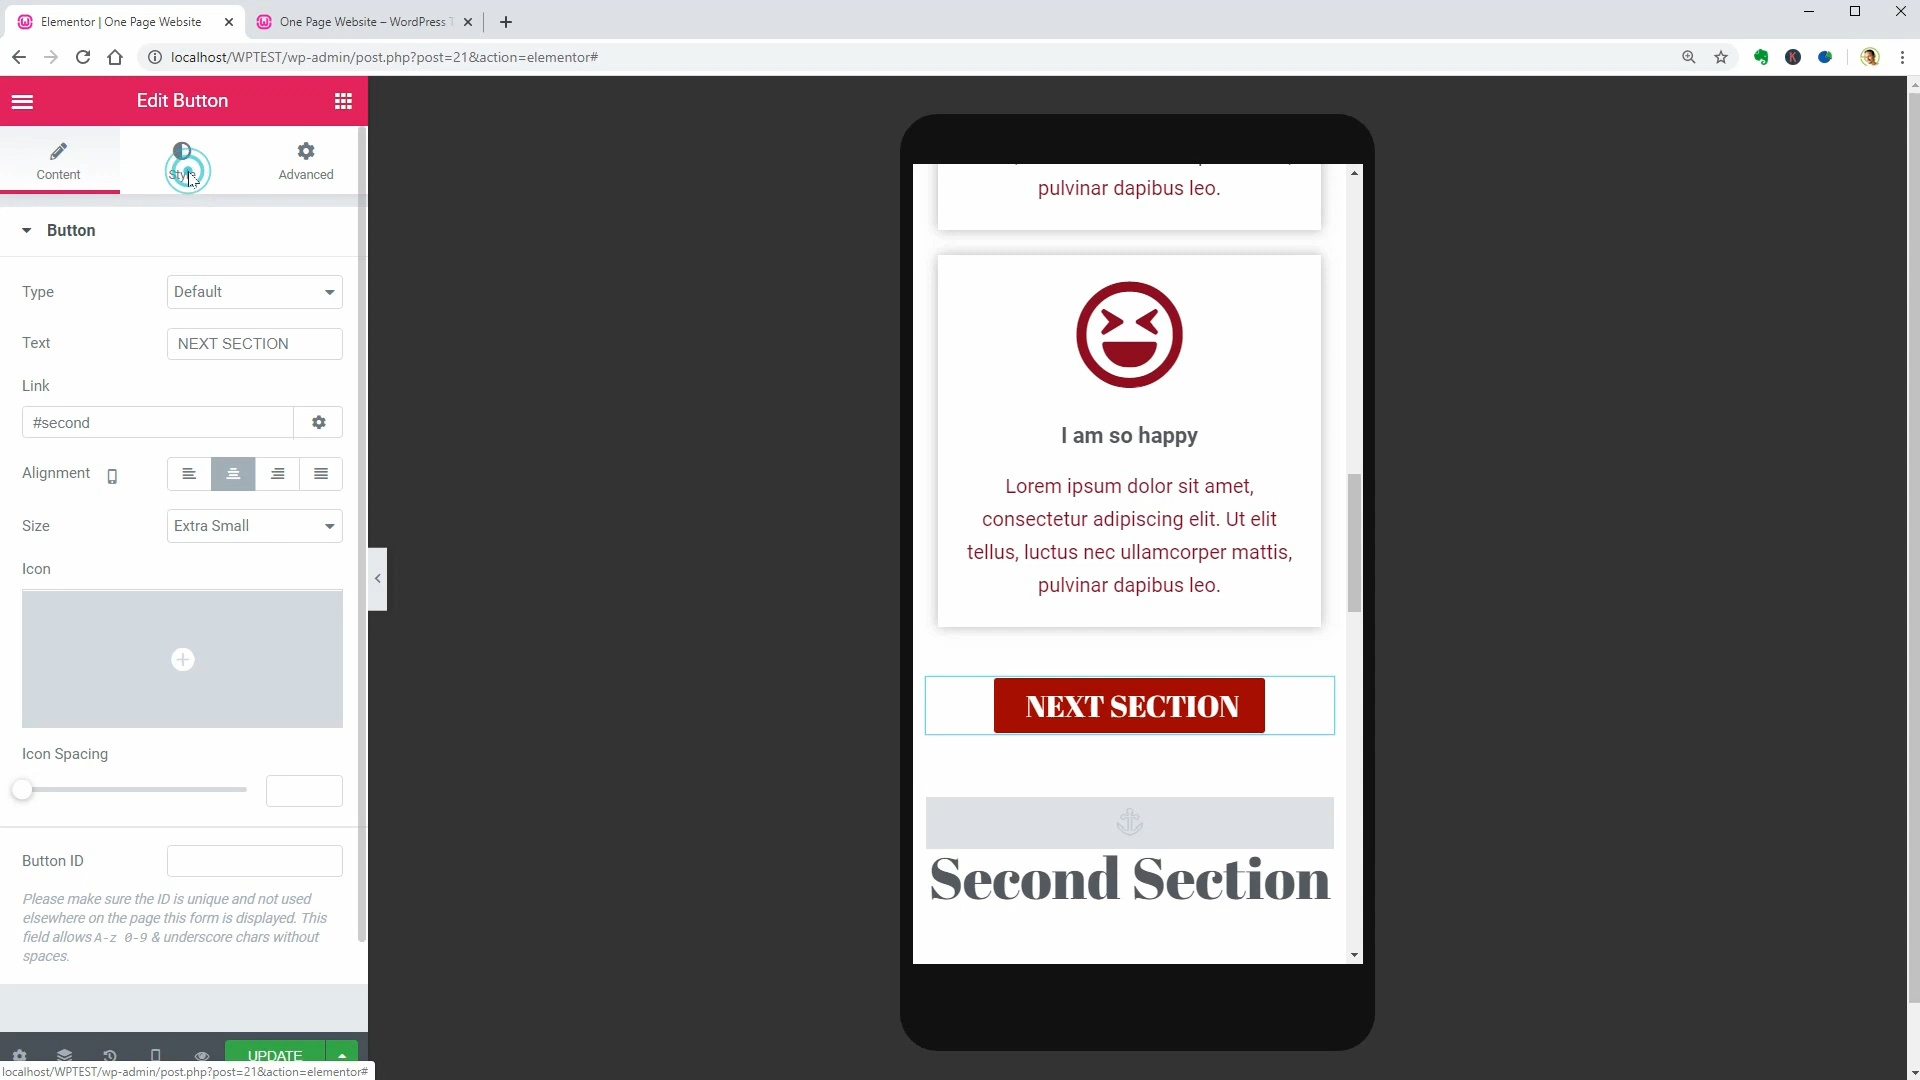 Elementor | One Page Website
One Page Website – WordPress
localhost/WPTEST/wp-admin/post.php?post=21&action=elementor#
Edit Button
Content
Style
Advanced
Button
Type
Default
Text
NEXT SECTION
Link
#second
Alignment
Size
Extra Small
Icon
Icon Spacing
Button ID
Please make sure the ID is unique and not used
elsewhere on the page this form is displayed. This
field allows A-z 0-9 & underscore chars without
spaces.
UPDATE
localhost/WPTEST/wp-admin/post.php?post=21&action=elementor#
pulvinar dapibus leo.
I am so happy
Lorem ipsum dolor sit amet,
consectetur adipiscing elit. Ut elit
tellus, luctus nec ullamcorper mattis,
pulvinar dapibus leo.
NEXT SECTION
Second Section